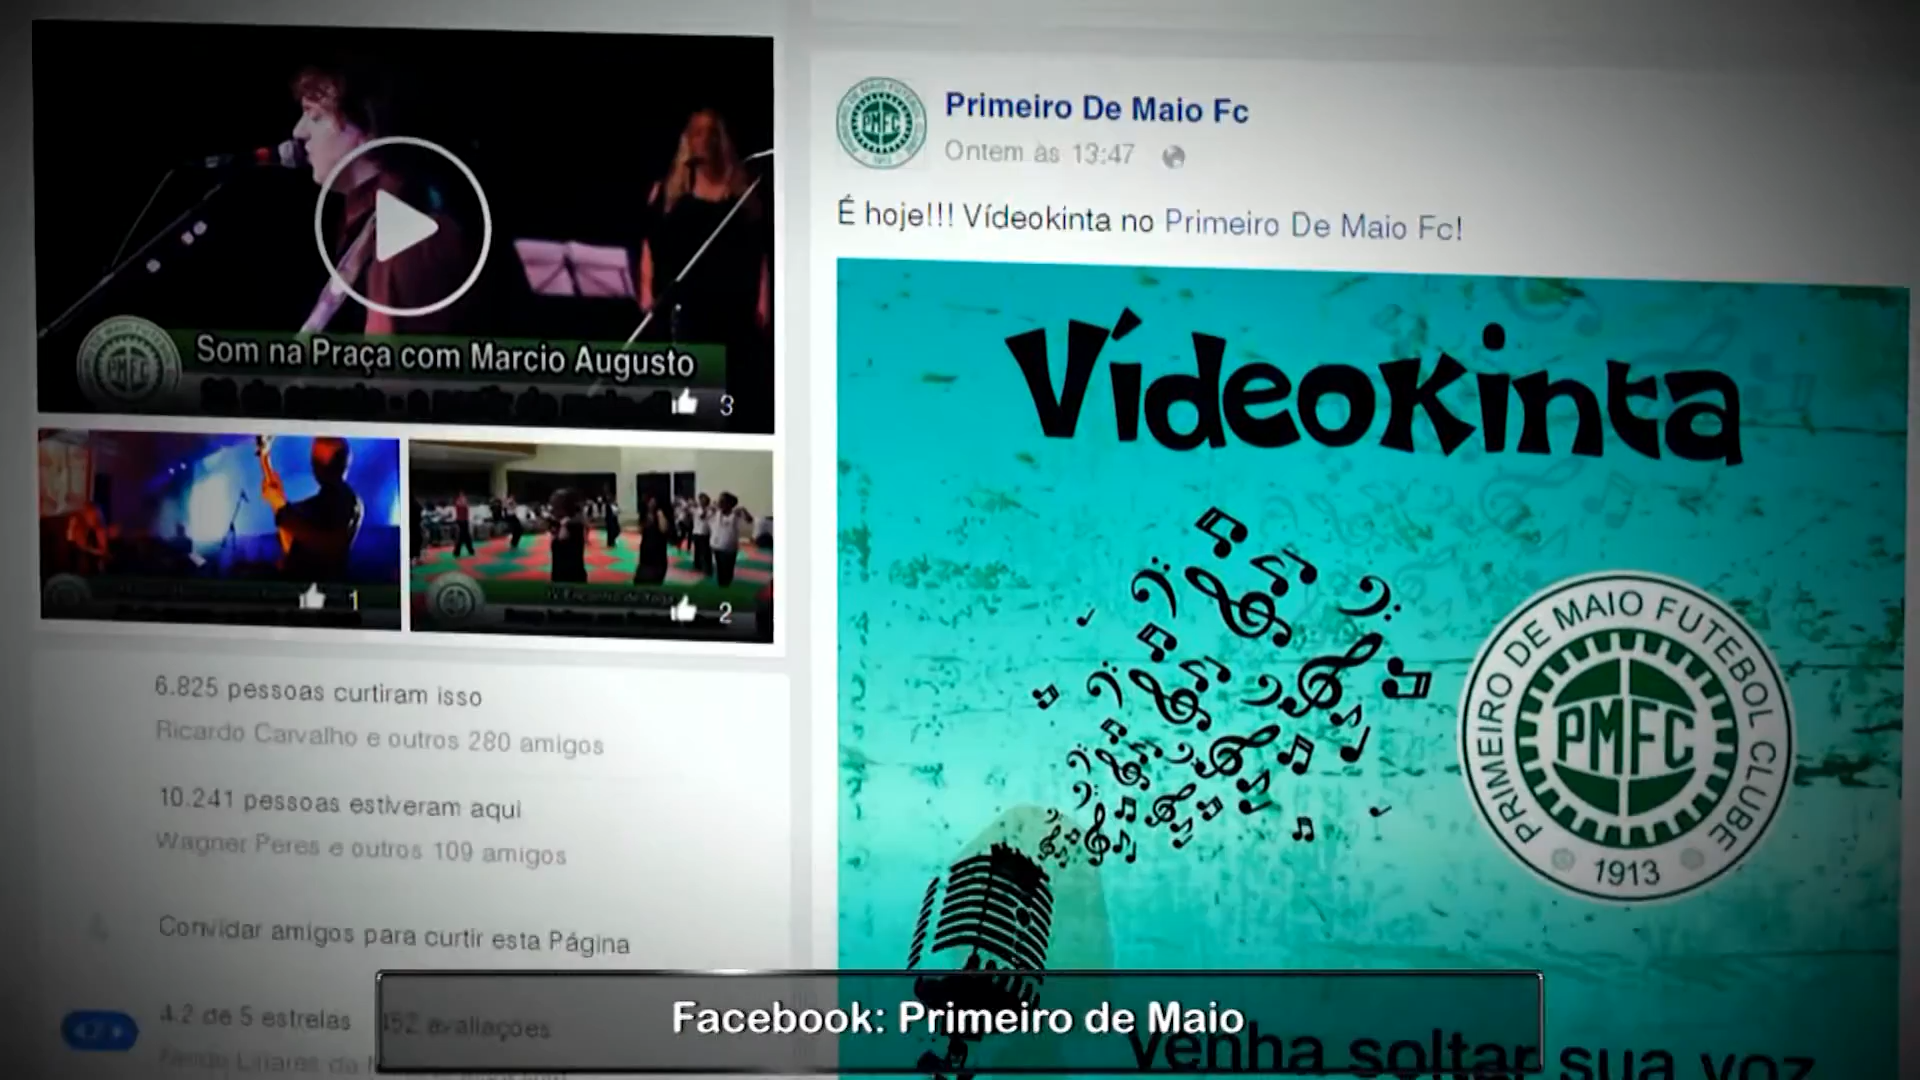 Som na Praça com Marcio Augusto
3
1
2
6.825 pessoas curtiram isso
Ricardo Carvalho e outros 280 amigos
10.241 pessoas estiveram aqui
Wagner Peres e outros 109 amigos
Convidar amigos para curtir esta Página
4.2 de 5 estrelas
avaliações
Primeiro De Maio Fc
Ontem às 13:47
É hoje!!! Vídeokinta no Primeiro De Maio Fc!
Vídeokinta
PRIMEIRO DE MAIO FUTEBOL CLUBE
PMFC
1913
Venha soltar sua voz
Facebook: Primeiro de Maio